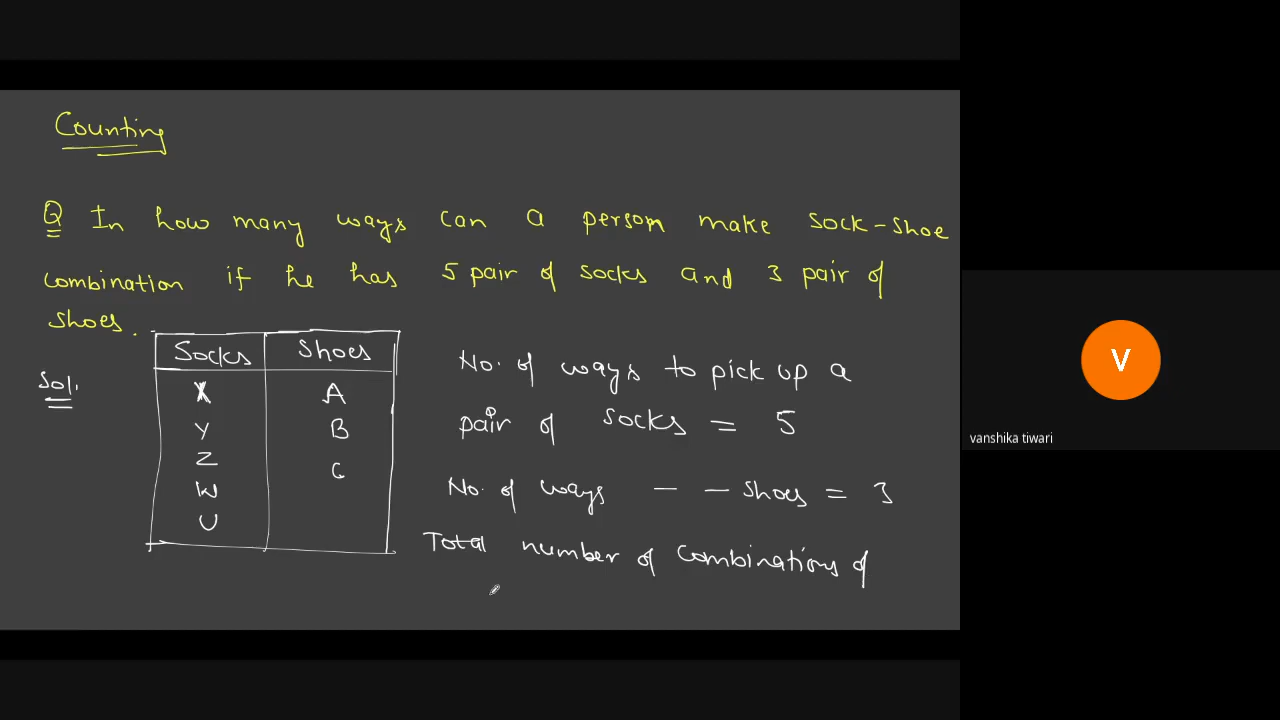 Counting
Q In how many ways can a person make sock-shoe
combination if he has 5 pair of socks and 3 pair of
shoes.
Sol.
Socks Shoes
X A
Y B
Z C
W
U
No. of ways to pick up a
pair of socks = 5
No. of ways — — shoes = 3
Total number of combinations of
V
vanshika tiwari